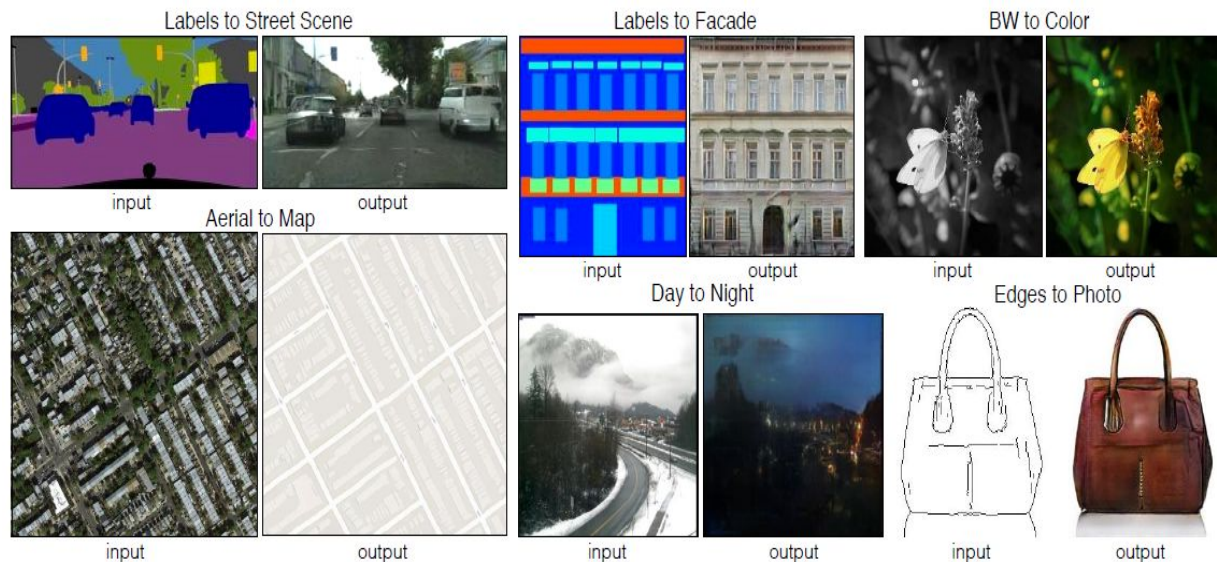 Labels to Street Scene
input
output
Aerial to Map
input
output
Labels to Facade
input
output
BW to Color
input
output
Day to Night
input
output
Edges to Photo
input
output